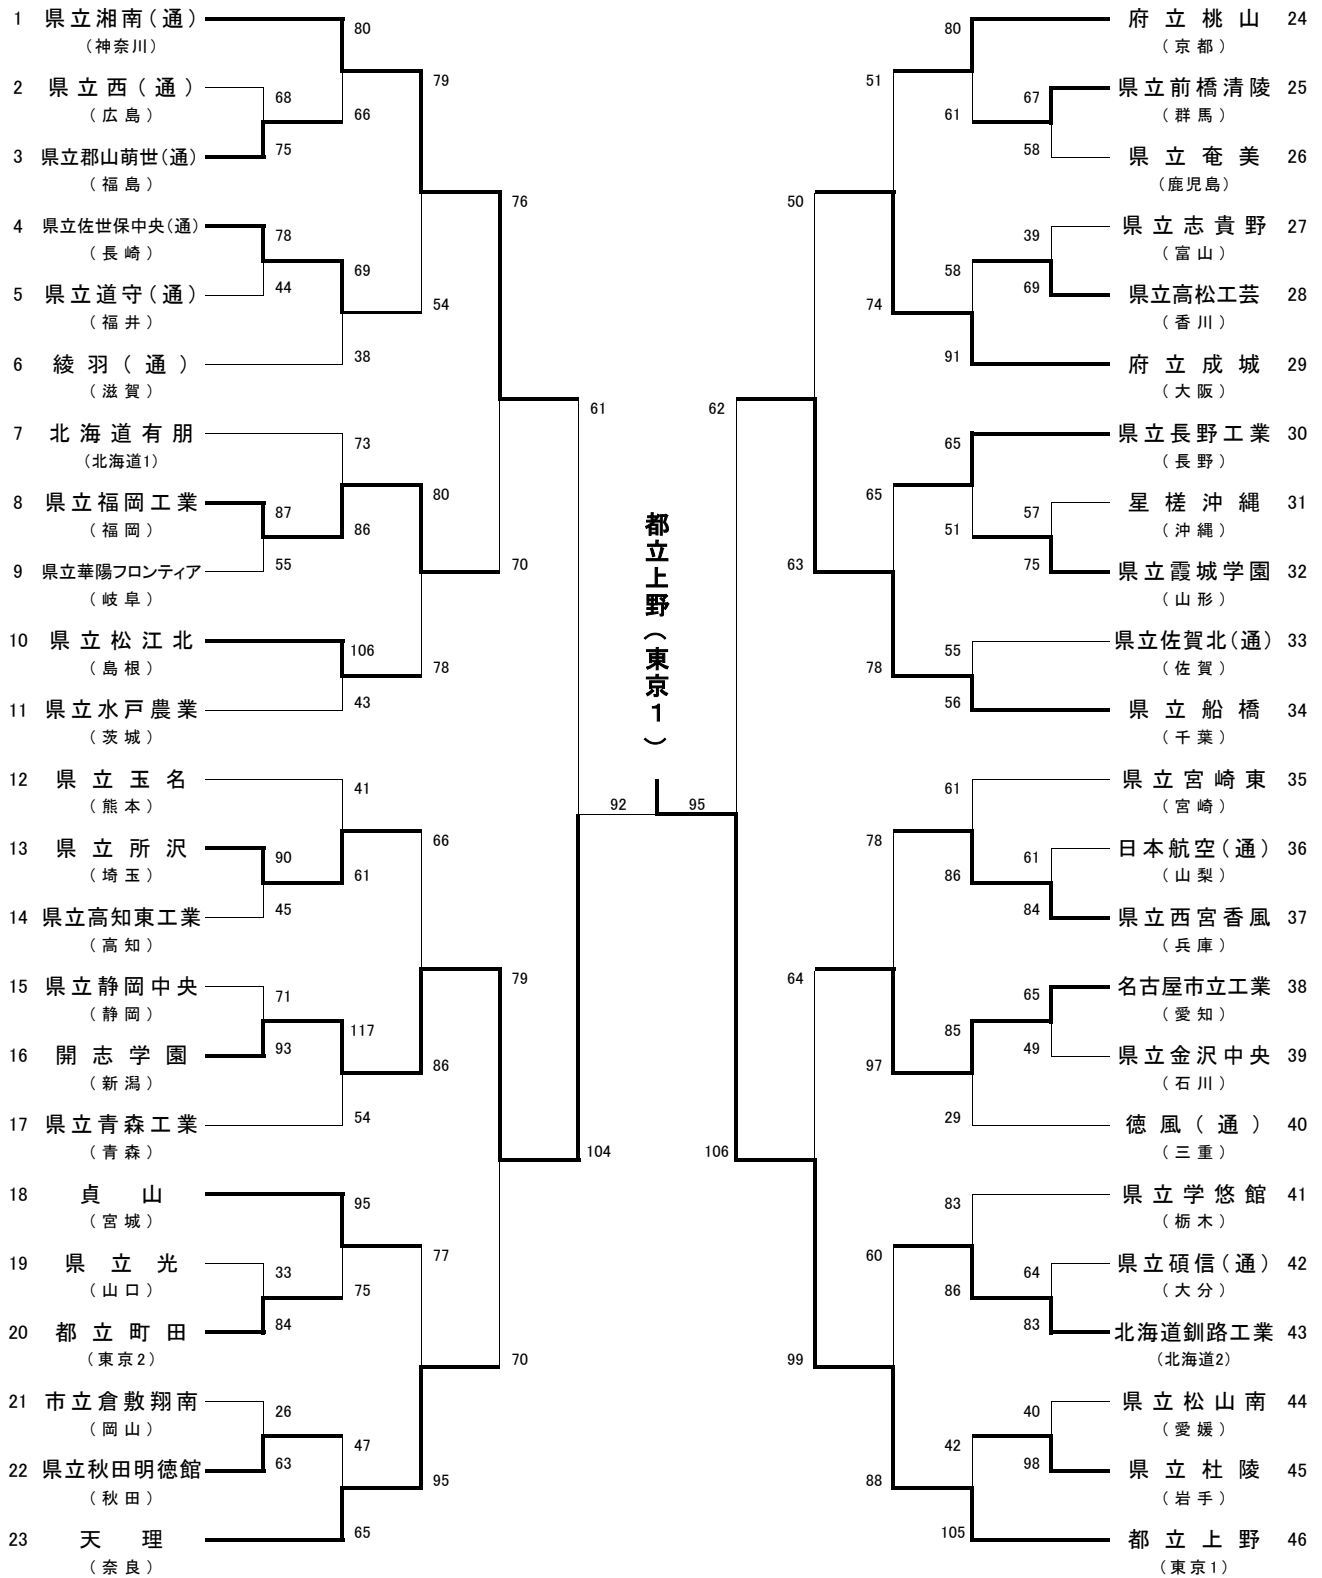 1 県立湘南(通) 80
(神奈川)
2 県立西(通) 68
(広島)
79
66
3 県立郡山萌世(通) 75
(福島)
76
4 県立佐世保中央(通) 78
(長崎)
69
5 県立道守(通) 44
(福井)
54
6 綾羽(通) 38
(滋賀)
61
7 北海道有朋 73
(北海道1)
8 県立福岡工業 87
(福岡)
80
86
9 県立華陽フロンティア 55
(岐阜)
70
10 県立松江北 106
(島根)
78
11 県立水戸農業 43
(茨城)
12 県立玉名 41
(熊本)
92
13 県立所沢 90
(埼玉)
66
61
14 県立高知東工業 45
(高知)
79
15 県立静岡中央 71
(静岡)
117
16 開志学園 93
(新潟)
86
17 県立青森工業 54
(青森)
104
18 貞山 95
(宮城)
19 県立光 33
(山口)
77
75
20 都立町田 84
(東京2)
70
21 市立倉敷翔南 26
(岡山)
47
22 県立秋田明徳館 63
(秋田)
95
23 天理 65
(奈良)
都立上野(東京1)
80 府立桃山 24
(京都)
51
67 県立前橋清陵 25
(群馬)
61
58 県立奄美 26
(鹿児島)
50
39 県立志貴野 27
(富山)
58
69 県立高松工芸 28
(香川)
74
91 府立成城 29
(大阪)
62
65 県立長野工業 30
(長野)
65
57 星槎沖縄 31
(沖縄)
51
75 県立霞城学園 32
(山形)
63
55 県立佐賀北(通) 33
(佐賀)
78
56 県立船橋 34
(千葉)
61 県立宮崎東 35
(宮崎)
95
78
61 日本航空(通) 36
(山梨)
86
84 県立西宮香風 37
(兵庫)
64
65 名古屋市立工業 38
(愛知)
85
49 県立金沢中央 39
(石川)
97
29 徳風(通) 40
(三重)
106
83 県立学悠館 41
(栃木)
60
64 県立碩信(通) 42
(大分)
86
83 北海道釧路工業 43
(北海道2)
99
40 県立松山南 44
(愛媛)
42
98 県立杜陵 45
(岩手)
88
105 都立上野 46
(東京1)